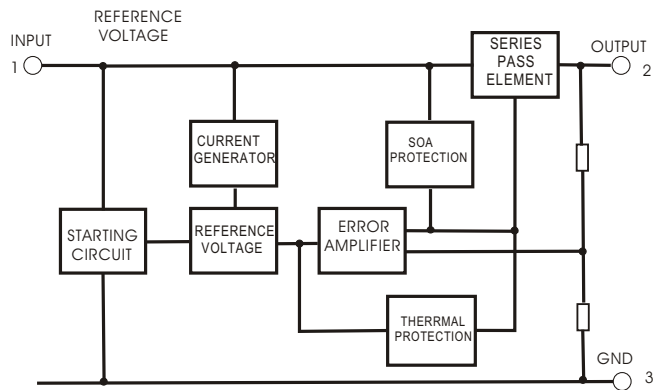 REFERENCE
VOLTAGE
INPUT
1
SERIES
PASS
ELEMENT
OUTPUT
2
CURRENT
GENERATOR
SOA
PROTECTION
STARTING
CIRCUIT
REFERENCE
VOLTAGE
ERROR
AMPLIFIER
THERRMAL
PROTECTION
GND
3